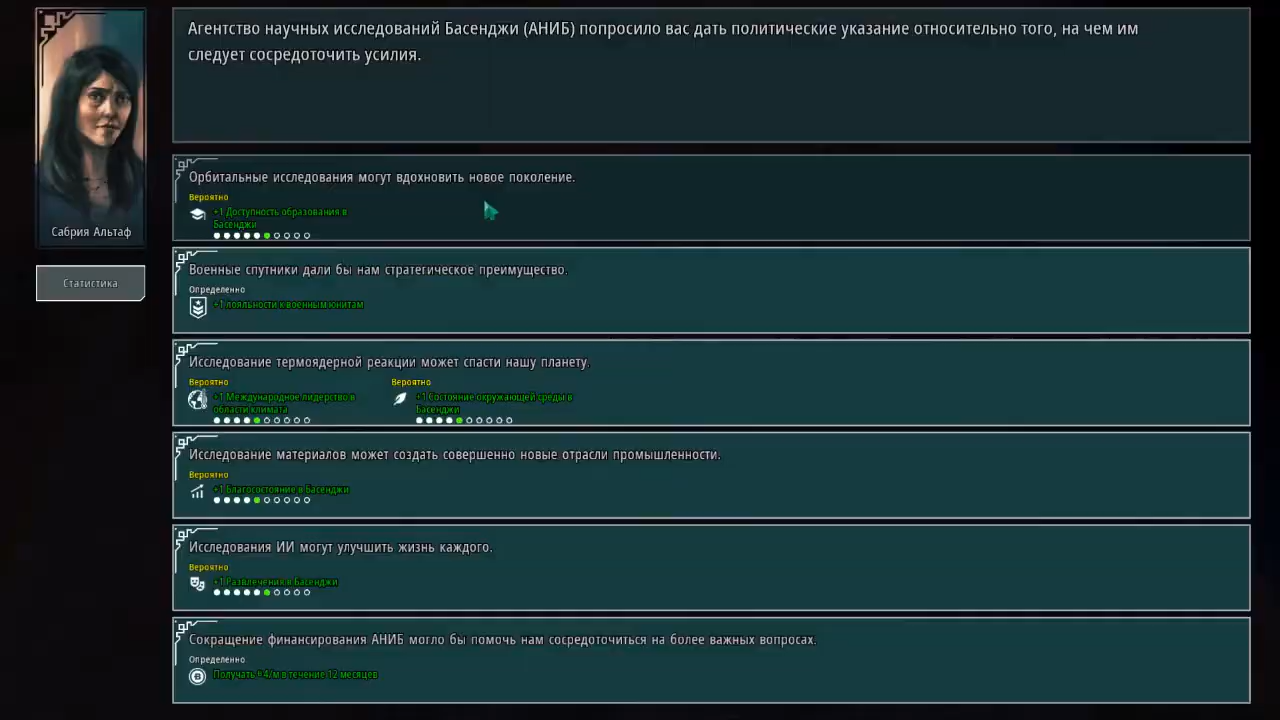 Агентство научных исследований Басенджи (АНИБ) попросило вас дать политические указание относительно того, на чем им
следует сосредоточить усилия.
Сабрия Альтаф
Статистика
Орбитальные исследования могут вдохновить новое поколение.
Вероятно
+1 Доступность образования в
Басенджи
Военные спутники дали бы нам стратегическое преимущество.
Определенно
+1 лояльности к военным юнитам
Исследование термоядерной реакции может спасти нашу планету.
Вероятно
+1 Международное лидерство в
области климата
Вероятно
+1 Состояние окружающей среды в
Басенджи
Исследование материалов может создать совершенно новые отрасли промышленности.
Вероятно
+1 Благосостояние в Басенджи
Исследования ИИ могут улучшить жизнь каждого.
Вероятно
+1 Развлечения в Басенджи
Сокращение финансирования АНИБ могло бы помочь нам сосредоточиться на более важных вопросах.
Определенно
Получать 4/м в течение 12 месяцев